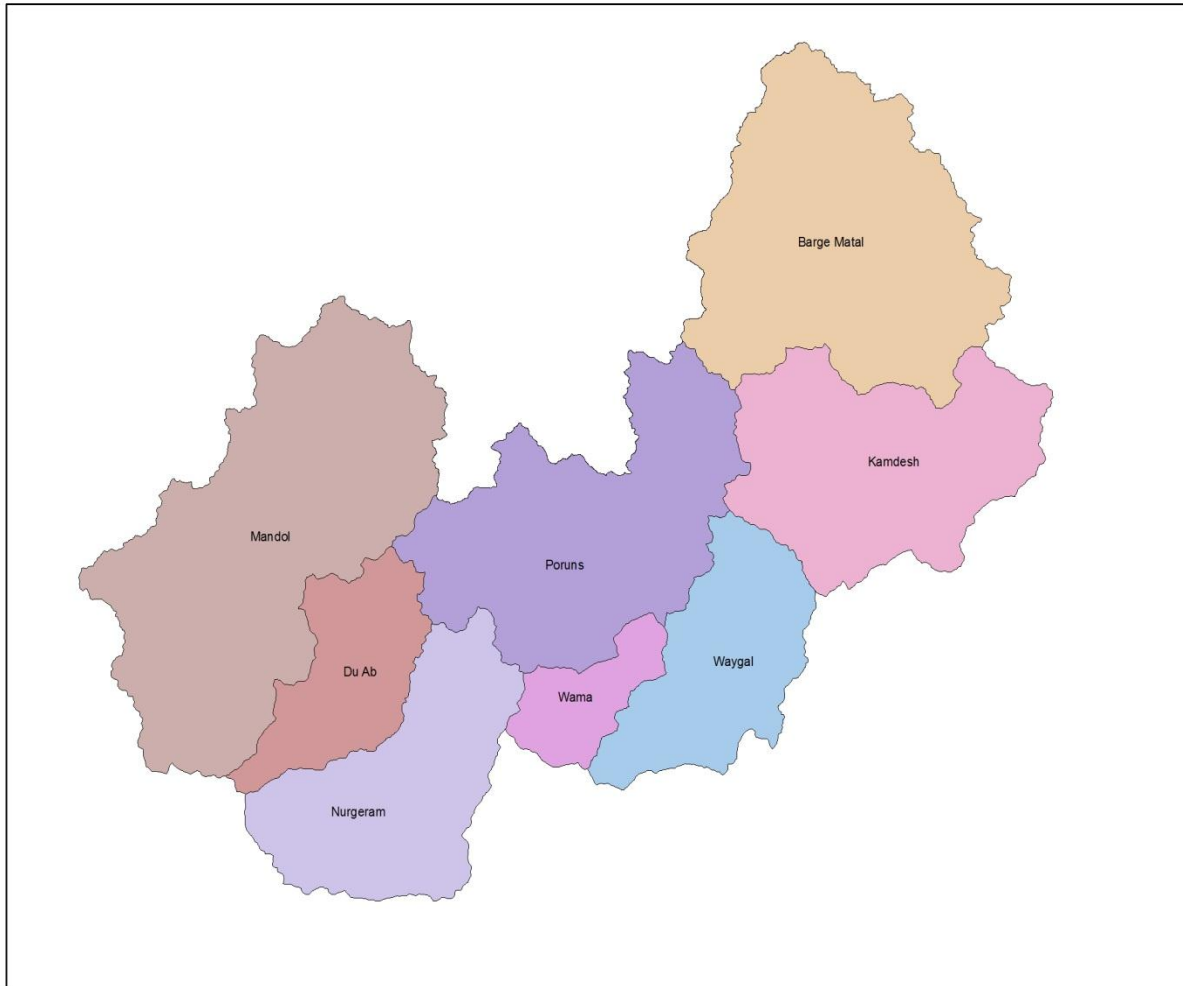 Barge Matal
Kamdesh
Mandol
Poruns
Du Ab
Waygal
Wama
Nurgeram